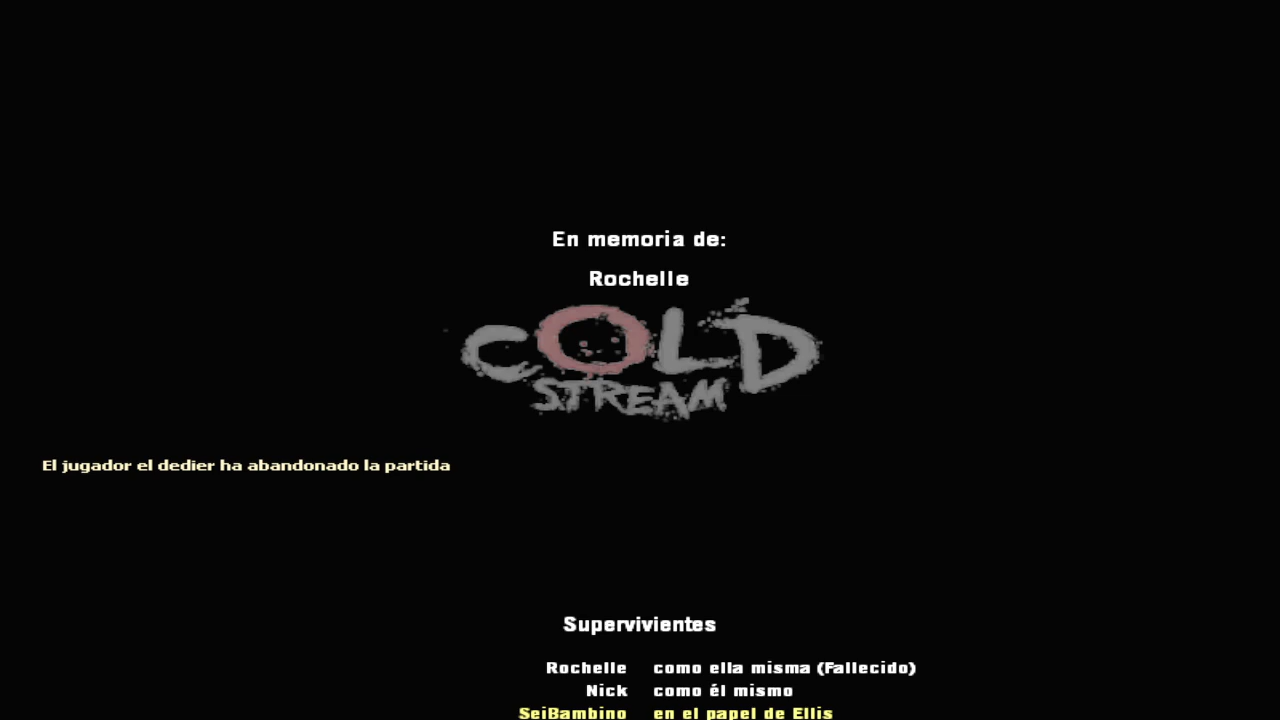 En memoria de:
Rochelle
COLD
STREAM
El jugador el dedier ha abandonado la partida
Supervivientes
Rochelle como ella misma (Fallecido)
Nick como él mismo
SeiBambino en el papel de Ellis